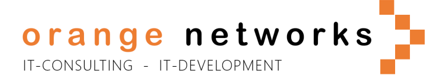 orange networks
IT-CONSULTING - IT-DEVELOPMENT